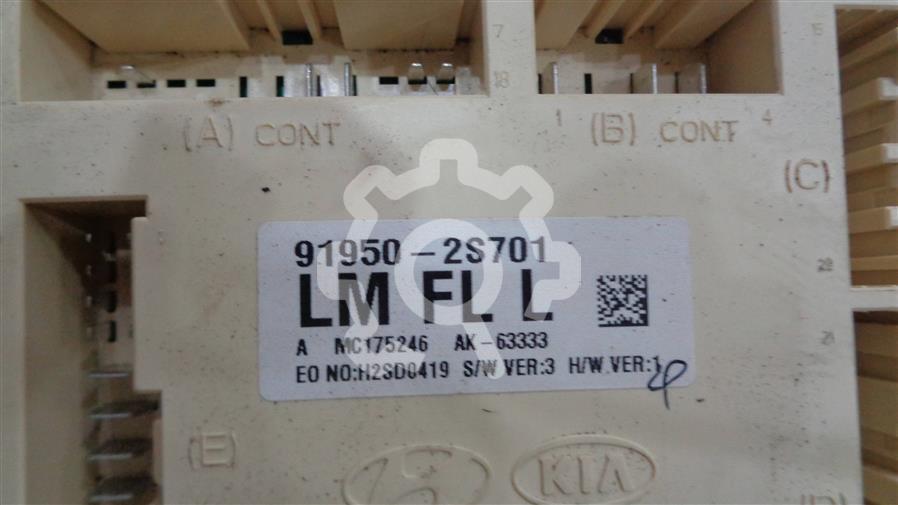 7
15
18
(A) CONT
1
(B) CONT
4
(C)
91950-2S701
LM FL L
A MC175246 AK-63333
EO NO:H2SD0419 S/W VER:3 H/W VER:1
28
(E)
KIA